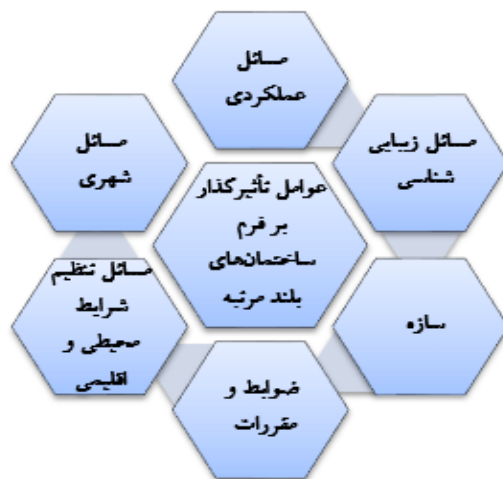 مسائل
عملکردی
مسائل زیبایی
شناسی
سازه
ضوابط و
مقررات
مسائل تنظیم
شرایط
محیطی و
اقلیمی
مسائل
شهری
عوامل تأثیرگذار
بر فرم
ساختمان‌های
بلند مرتبه